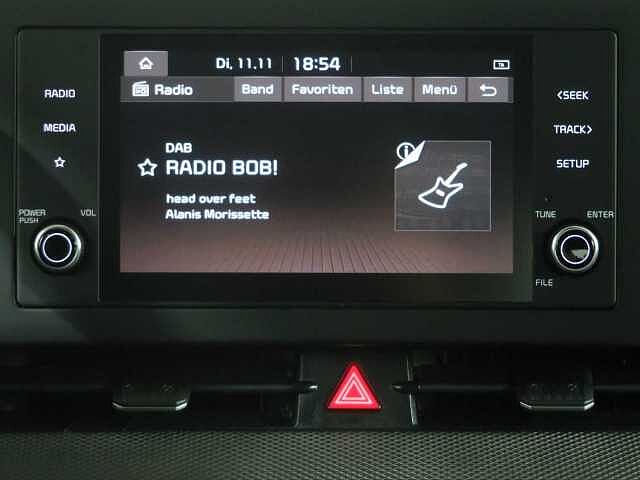 Di, 11.11 18:54
Radio Band Favoriten Liste Menü
RADIO
MEDIA
POWER
PUSH
VOL
DAB
RADIO BOB!
head over feet
Alanis Morissette
<SEEK
TRACK>
SETUP
TUNE
ENTER
FILE